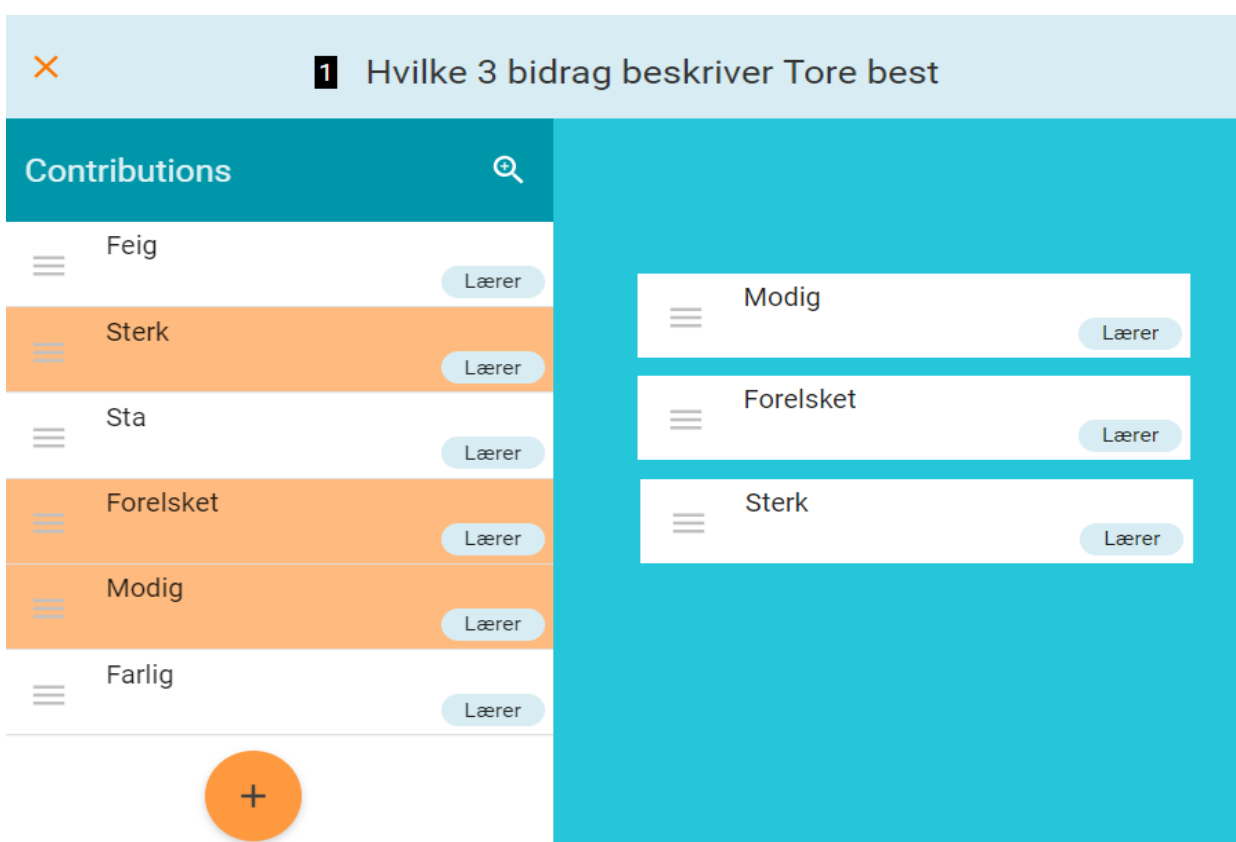 1 Hvilke 3 bidrag beskriver Tore best
Contributions
Feig
Lærer
Sterk
Lærer
Sta
Lærer
Forelsket
Lærer
Modig
Lærer
Farlig
Lærer
Modig
Lærer
Forelsket
Lærer
Sterk
Lærer